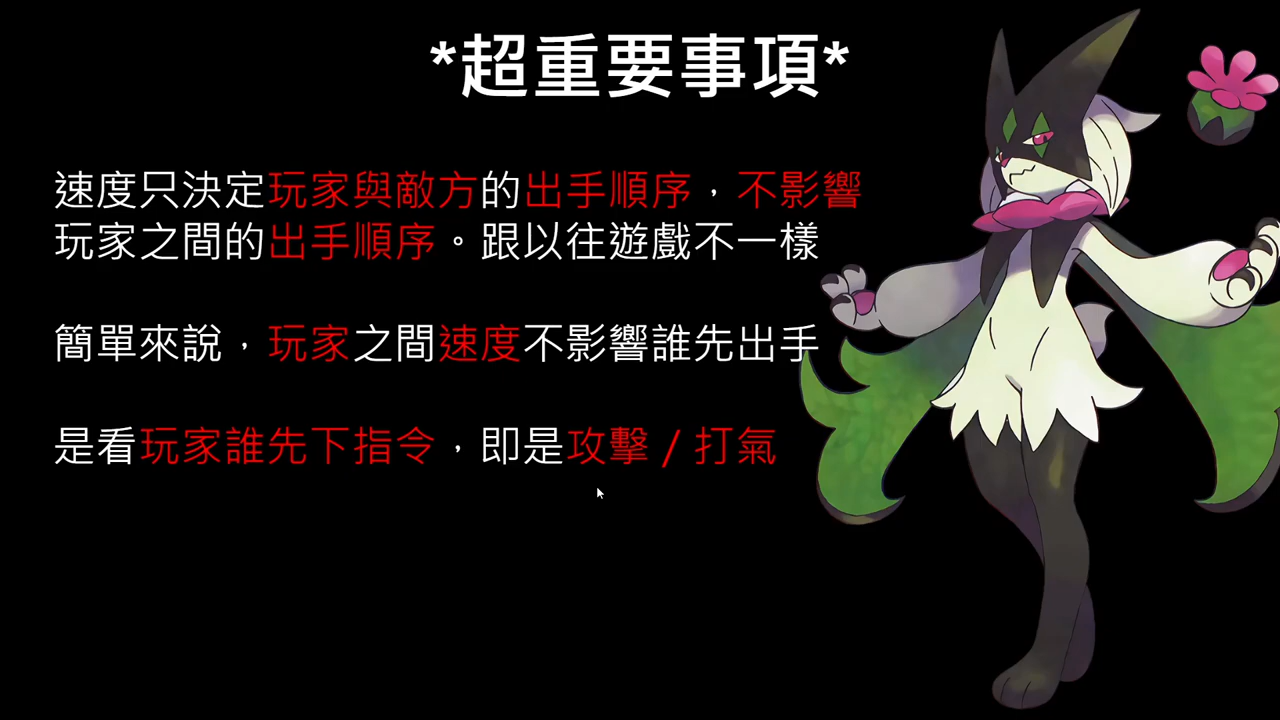 *超重要事項*
速度只決定玩家與敵方的出手順序，不影響
玩家之間的出手順序。跟以往遊戲不一樣
簡單來說，玩家之間速度不影響誰先出手
是看玩家誰先下指令，即是攻擊 / 打氣